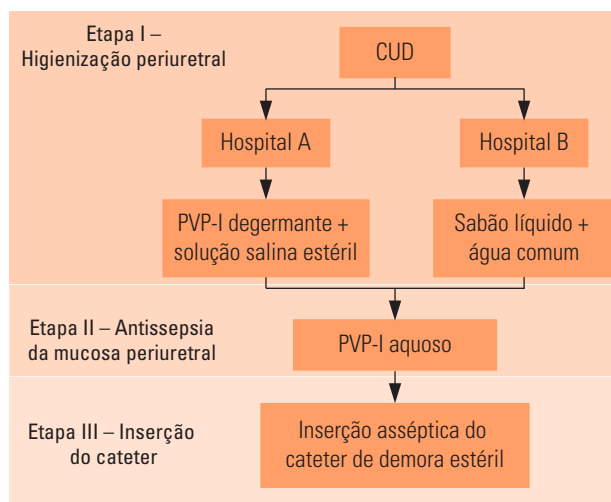 Etapa I –
Higienização periuretral
CUD
Hospital A
Hospital B
PVP-I degermante +
solução salina estéril
Sabão líquido +
água comum
Etapa II – Antissepsia
da mucosa periuretral
PVP-I aquoso
Etapa III – Inserção
do cateter
Inserção asséptica do
cateter de demora estéril